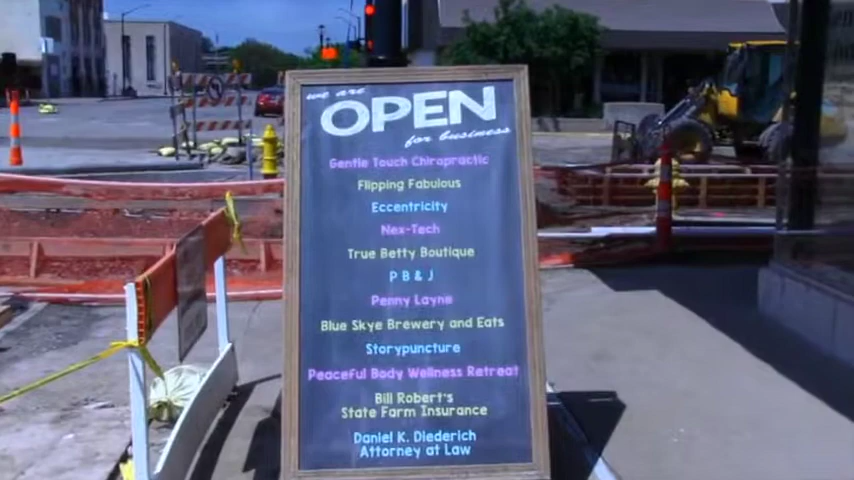 we are
OPEN
for business
Gentle Touch Chiropractic
Flipping Fabulous
Eccentricity
Nex-Tech
True Betty Boutique
P B & J
Penny Layne
Blue Skye Brewery and Eats
Storypuncture
Peaceful Body Wellness Retreat
Bill Robert's
State Farm Insurance
Daniel K. Diederich
Attorney at Law